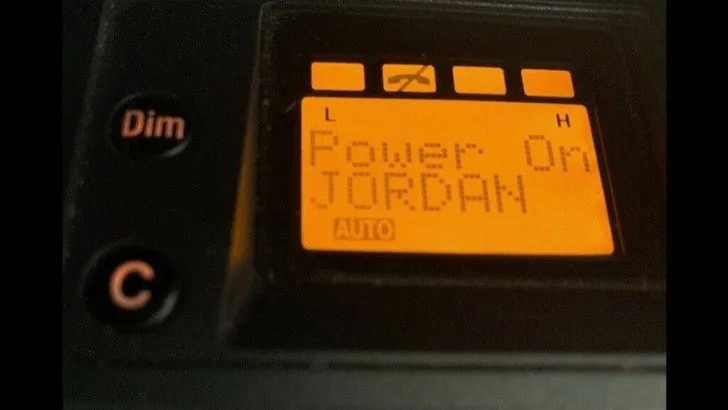 Dim
L H
Power On
JORDAN
AUTO
C